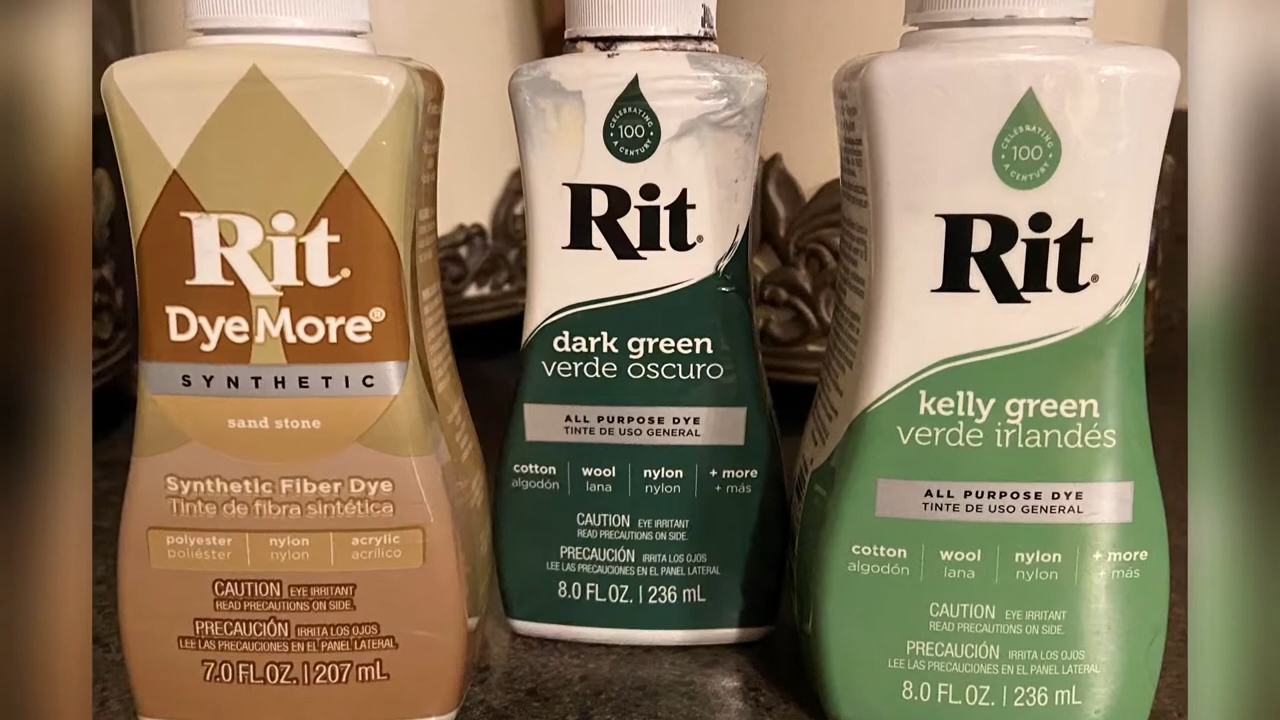 Rit
DyeMore®
SYNTHETIC
sand stone
Synthetic Fiber Dye
Tinte de fibra sintética
polyester nylon acrylic
poliéster nylon acrílico
CAUTION EYE IRRITANT
READ PRECAUTIONS ON SIDE.
PRECAUCIÓN IRRITA LOS OJOS
LEE LAS PRECAUCIONES EN EL PANEL LATERAL
7.0 FL.OZ. | 207 mL
CELEBRATING
100
A CENTURY
Rit®
dark green
verde oscuro
ALL PURPOSE DYE
TINTE DE USO GENERAL
cotton wool nylon + more
algodón lana nylon + más
CAUTION EYE IRRITANT
READ PRECAUTIONS ON SIDE.
PRECAUCIÓN IRRITA LOS OJOS
LEE LAS PRECAUCIONES EN EL PANEL LATERAL
8.0 FL.OZ. | 236 mL
CELEBRATING
100
A CENTURY
Rit®
kelly green
verde irlandés
ALL PURPOSE DYE
TINTE DE USO GENERAL
cotton wool nylon + more
algodón lana nylon + más
CAUTION EYE IRRITANT
READ PRECAUTIONS ON SIDE.
PRECAUCIÓN IRRITA LOS OJOS
LEE LAS PRECAUCIONES EN EL PANEL LATERAL
8.0 FL.OZ. | 236 mL